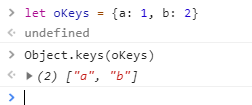 > let oKeys = {a: 1, b: 2}
< undefined
> Object.keys(oKeys)
< ▶ (2) ["a", "b"]
>